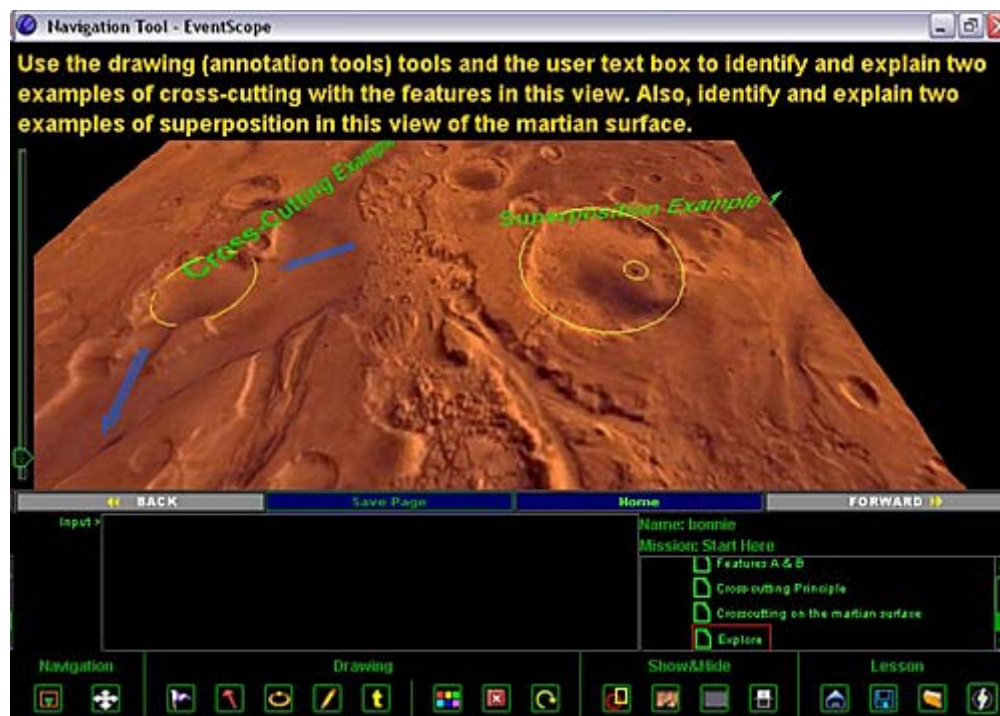 Navigation Tool - EventScope
Use the drawing (annotation tools) tools and the user text box to identify and explain two
examples of cross-cutting with the features in this view. Also, identify and explain two
examples of superposition in this view of the martian surface.
Cross-Cutting Example
Superposition Example 1
BACK
Save Page
Home
FORWARD
Input >
Name: bonnie
Mission: Start Here
Features A & B
Cross-cutting Principle
Crosscutting on the martian surface
Explore
Navigation
Drawing
Show&Hide
Lesson
t